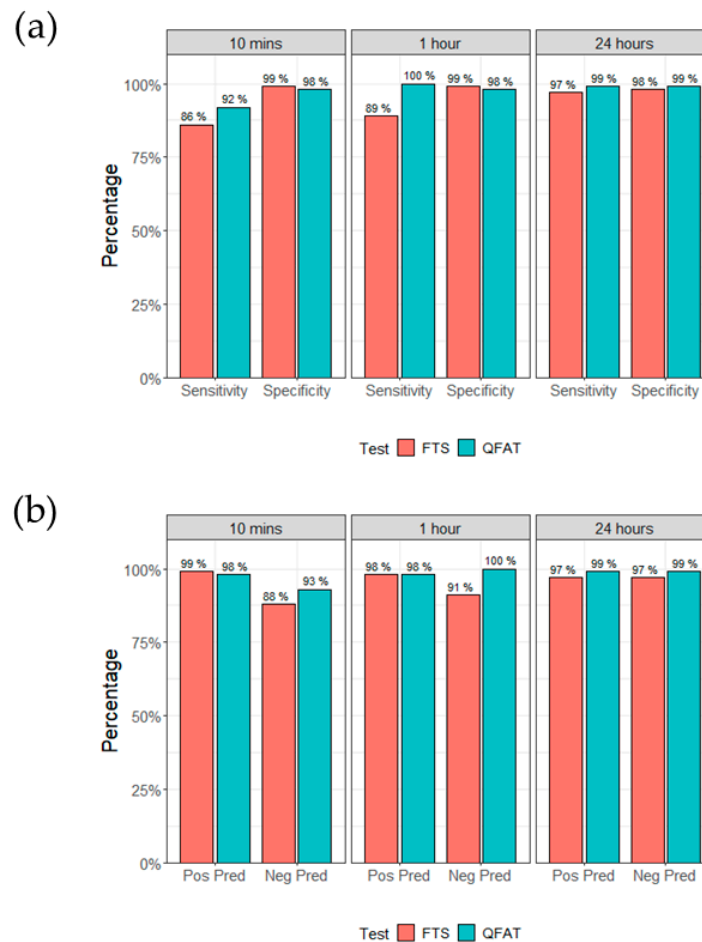 (a)
10 mins 1 hour 24 hours
100%
75%
50%
25%
0%
Percentage
86 % 92 % 99 % 98 % 89 % 100 % 99 % 98 % 97 % 99 % 98 % 99 %
Sensitivity Specificity Sensitivity Specificity Sensitivity Specificity
Test FTS QFAT
(b)
10 mins 1 hour 24 hours
100%
75%
50%
25%
0%
Percentage
99 % 98 % 88 % 93 % 98 % 98 % 91 % 100 % 97 % 99 % 97 % 99 %
Pos Pred Neg Pred Pos Pred Neg Pred Pos Pred Neg Pred
Test FTS QFAT